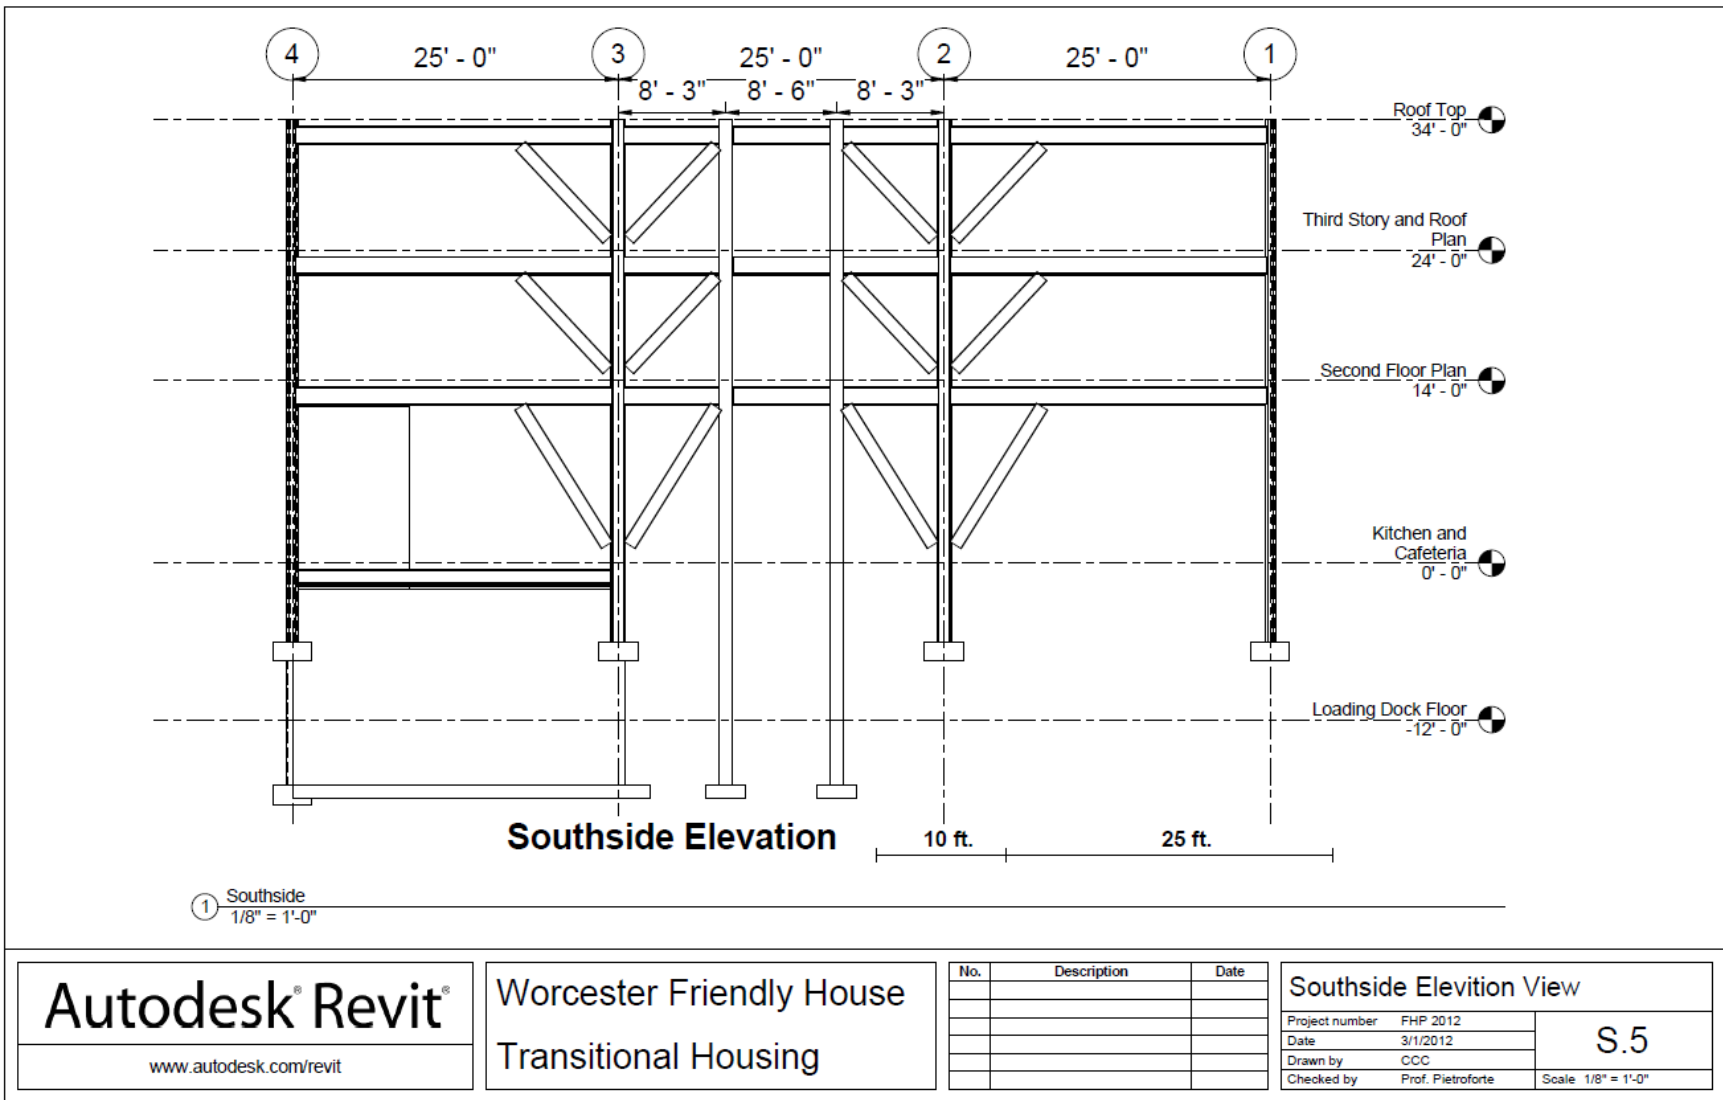 4
25' - 0"
3
25' - 0"
2
25' - 0"
1
8' - 3"
8' - 6"
8' - 3"
Roof Top
34' - 0"
Third Story and Roof
Plan
24' - 0"
Second Floor Plan
14' - 0"
Kitchen and
Cafeteria
0' - 0"
Loading Dock Floor
-12' - 0"
Southside Elevation
10 ft.
25 ft.
1
Southside
1/8" = 1'-0"
Autodesk® Revit®
www.autodesk.com/revit
Worcester Friendly House
Transitional Housing
No. Description Date
Southside Elevition View
Project number FHP 2012
Date 3/1/2012
Drawn by CCC
Checked by Prof. Pietroforte
S.5
Scale 1/8" = 1'-0"